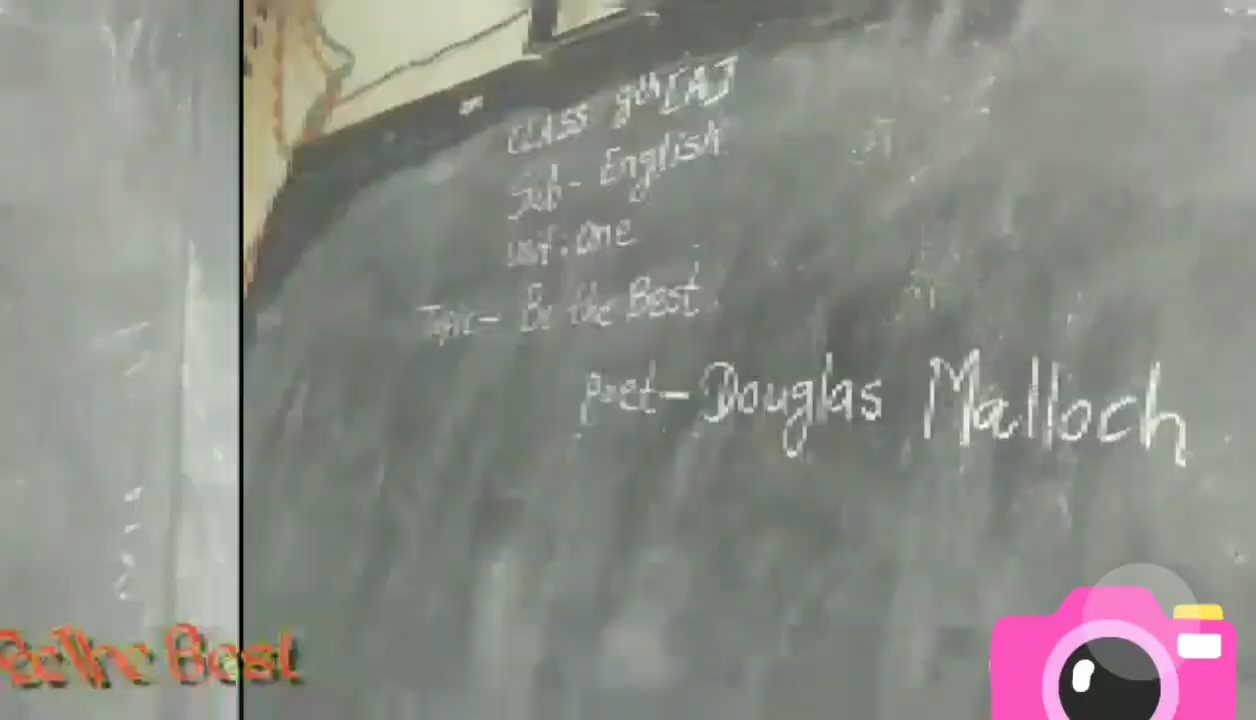 CLASS 9th [A]
Sub - English
unit : one
Topic - Be the Best.
poet - Douglas Malloch
Be The Best